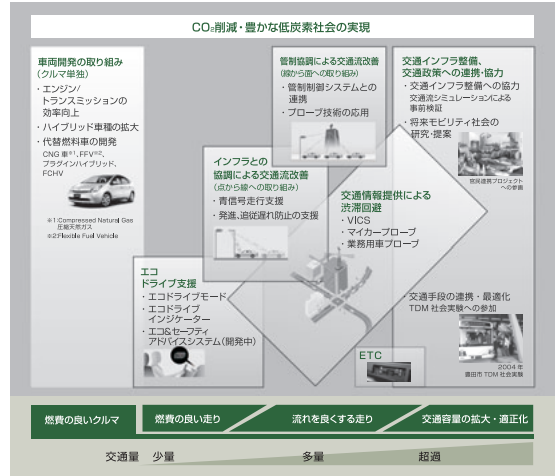 CO₂削減・豊かな低炭素社会の実現
車両開発の取り組み
(クルマ単独)
・エンジン/
トランスミッションの
効率向上
・ハイブリッド車種の拡大
・代替燃料車の開発
CNG車※1、FFV※2、
プラグインハイブリッド、
FCHV
※1:Compressed Natural Gas
圧縮天然ガス
※2:Flexible Fuel Vehicle
エコ
ドライブ支援
・エコドライブモード
・エコドライブ
インジケーター
・エコ&セーフティ
アドバイスシステム(開発中)
インフラとの
協調による交通流改善
(点から線への取り組み)
・青信号走行支援
・発進、追従遅れ防止の支援
管制協調による交通流改善
(線から面への取り組み)
・管制制御システムとの
連携
・プローブ技術の応用
交通情報提供による
渋滞回避
・VICS
・マイカープローブ
・業務用車プローブ
ETC
交通インフラ整備、
交通政策への連携・協力
・交通インフラ整備への協力
交通流シミュレーションによる
事前検証
・将来モビリティ社会の
研究・提案
官民連携プロジェクト
への参画
・交通手段の連携・最適化
TDM社会実験への参加
2004年
豊田市TDM社会実験
燃費の良いクルマ
燃費の良い走り
流れを良くする走り
交通容量の拡大・適正化
交通量
少量
多量
超過